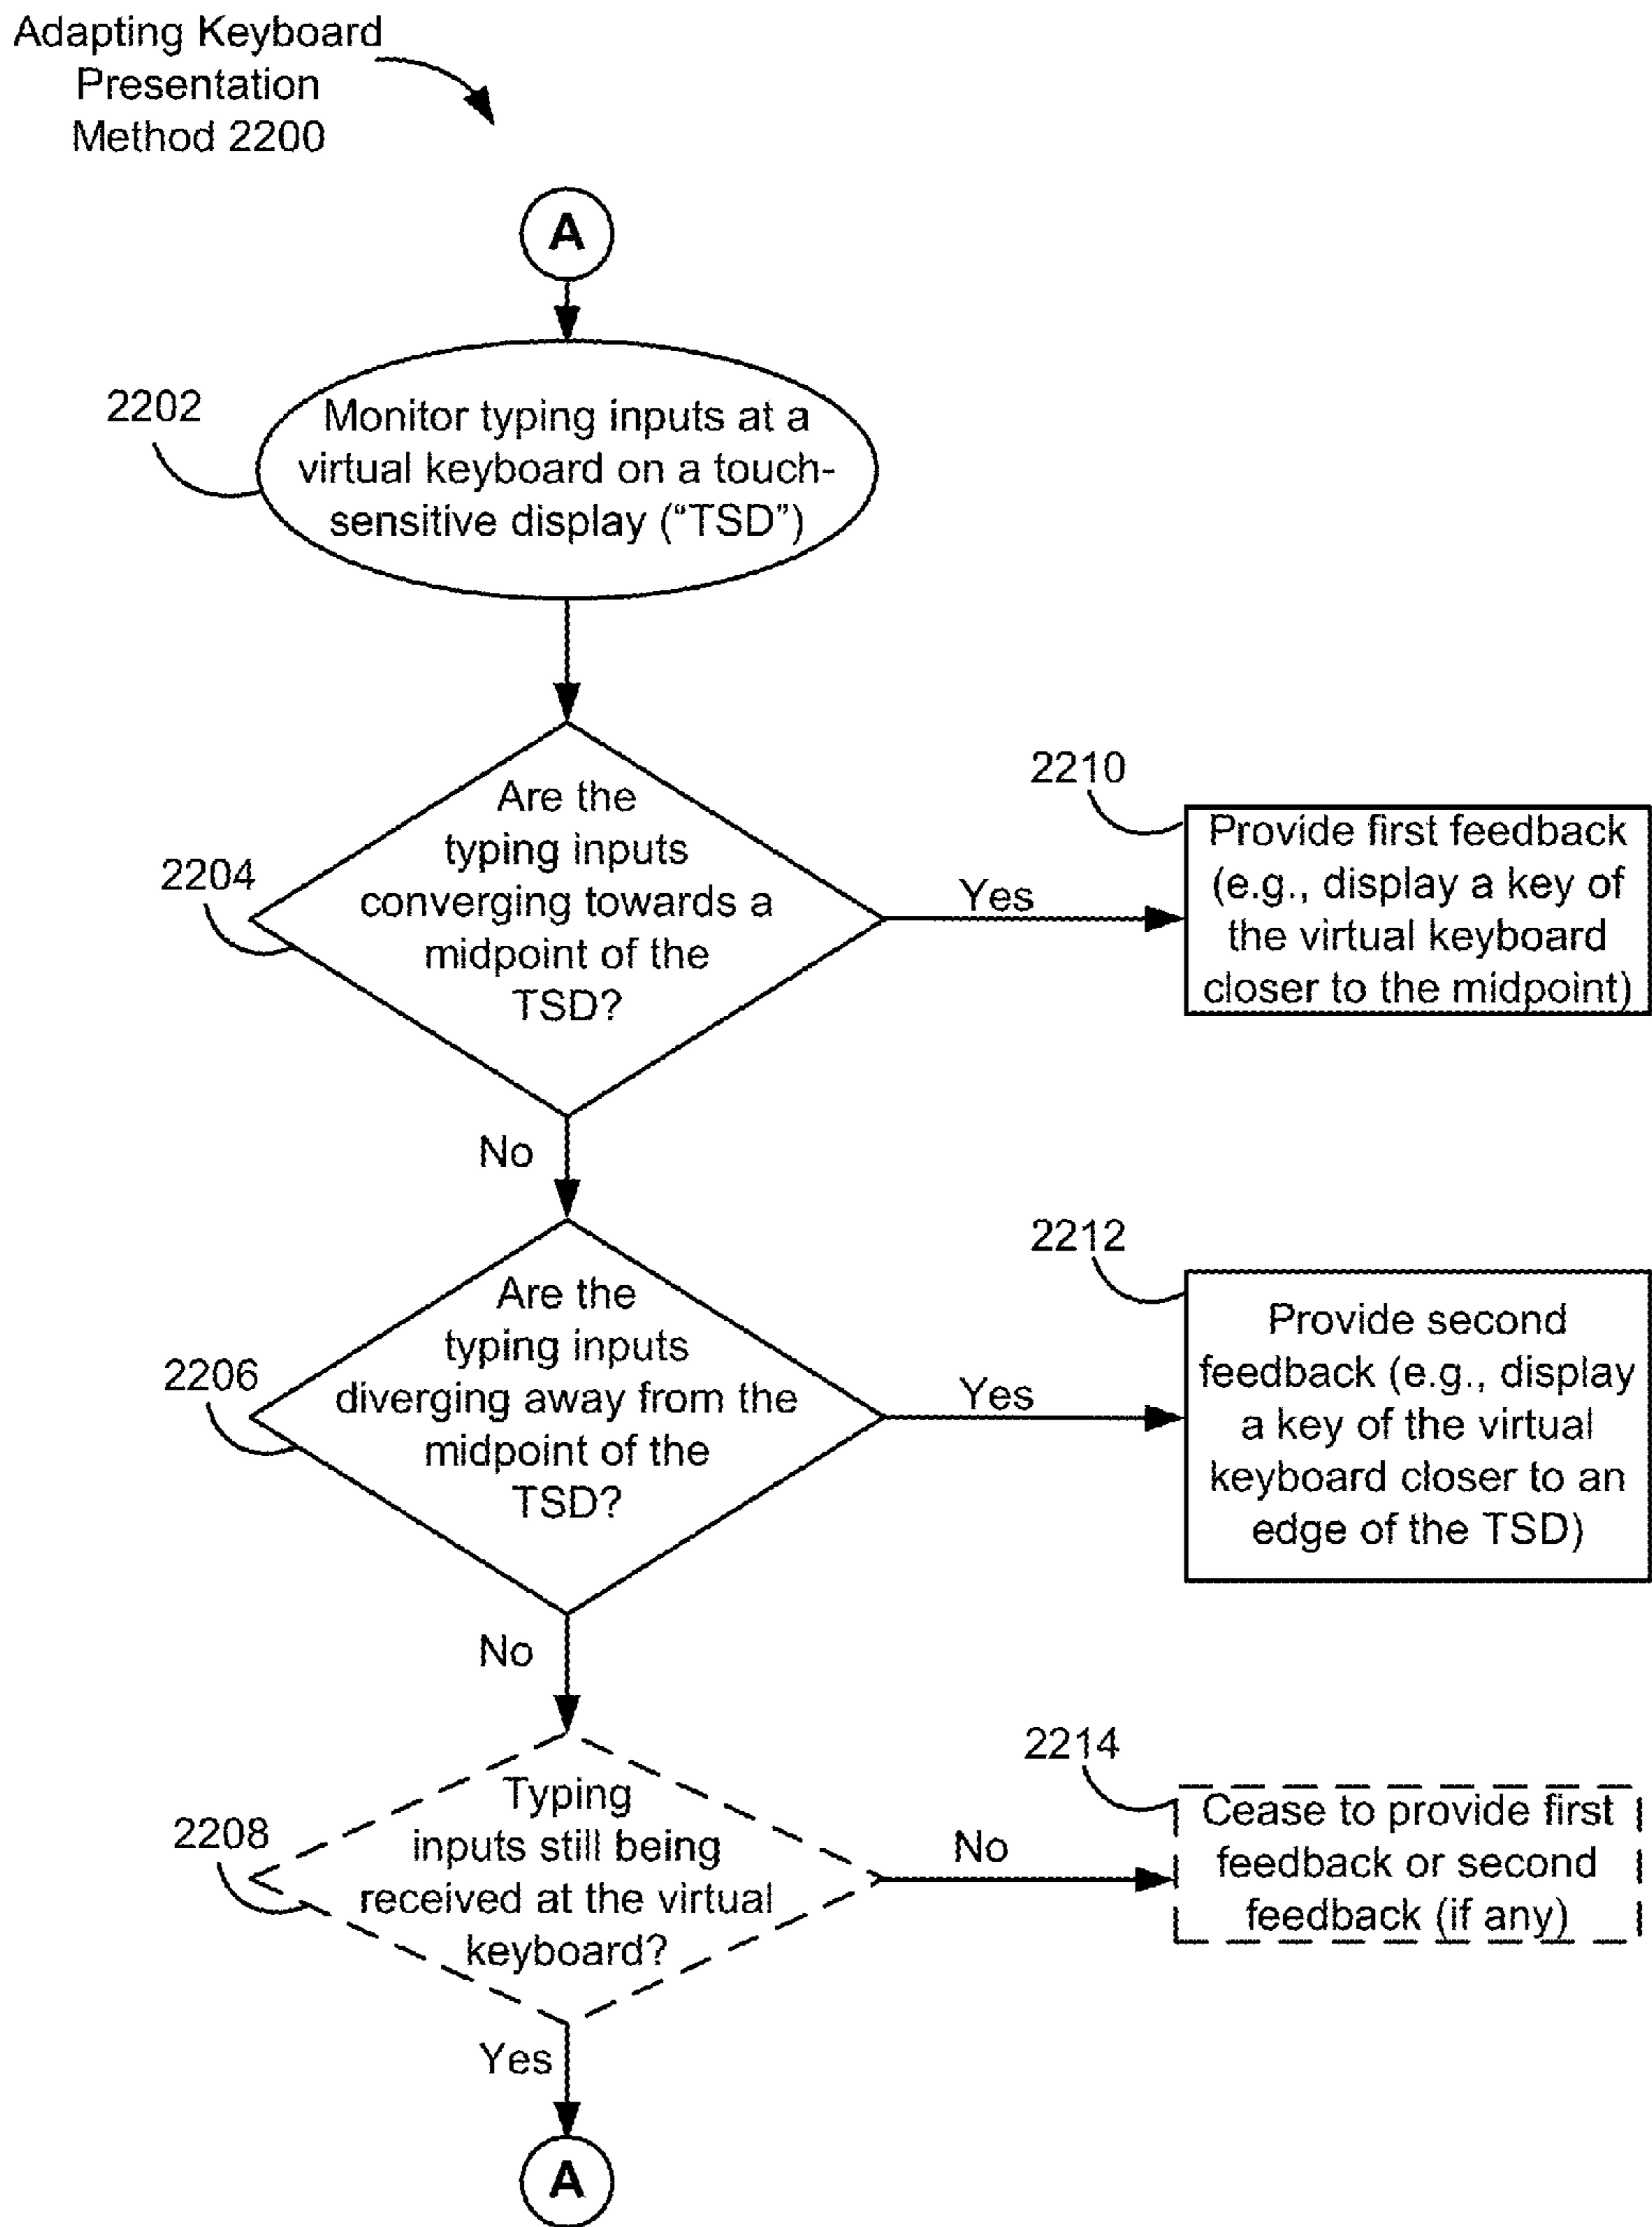 Adapting Keyboard
Presentation
Method 2200
A
2202
Monitor typing inputs at a
virtual keyboard on a touch-
sensitive display (“TSD”)
2204
Are the
typing inputs
converging towards a
midpoint of the
TSD?
Yes
2210
Provide first feedback
(e.g., display a key of
the virtual keyboard
closer to the midpoint)
No
2206
Are the
typing inputs
diverging away from the
midpoint of the
TSD?
Yes
2212
Provide second
feedback (e.g., display
a key of the virtual
keyboard closer to an
edge of the TSD)
No
2208
Typing
inputs still being
received at the virtual
keyboard?
No
2214
Cease to provide first
feedback or second
feedback (if any)
Yes
A